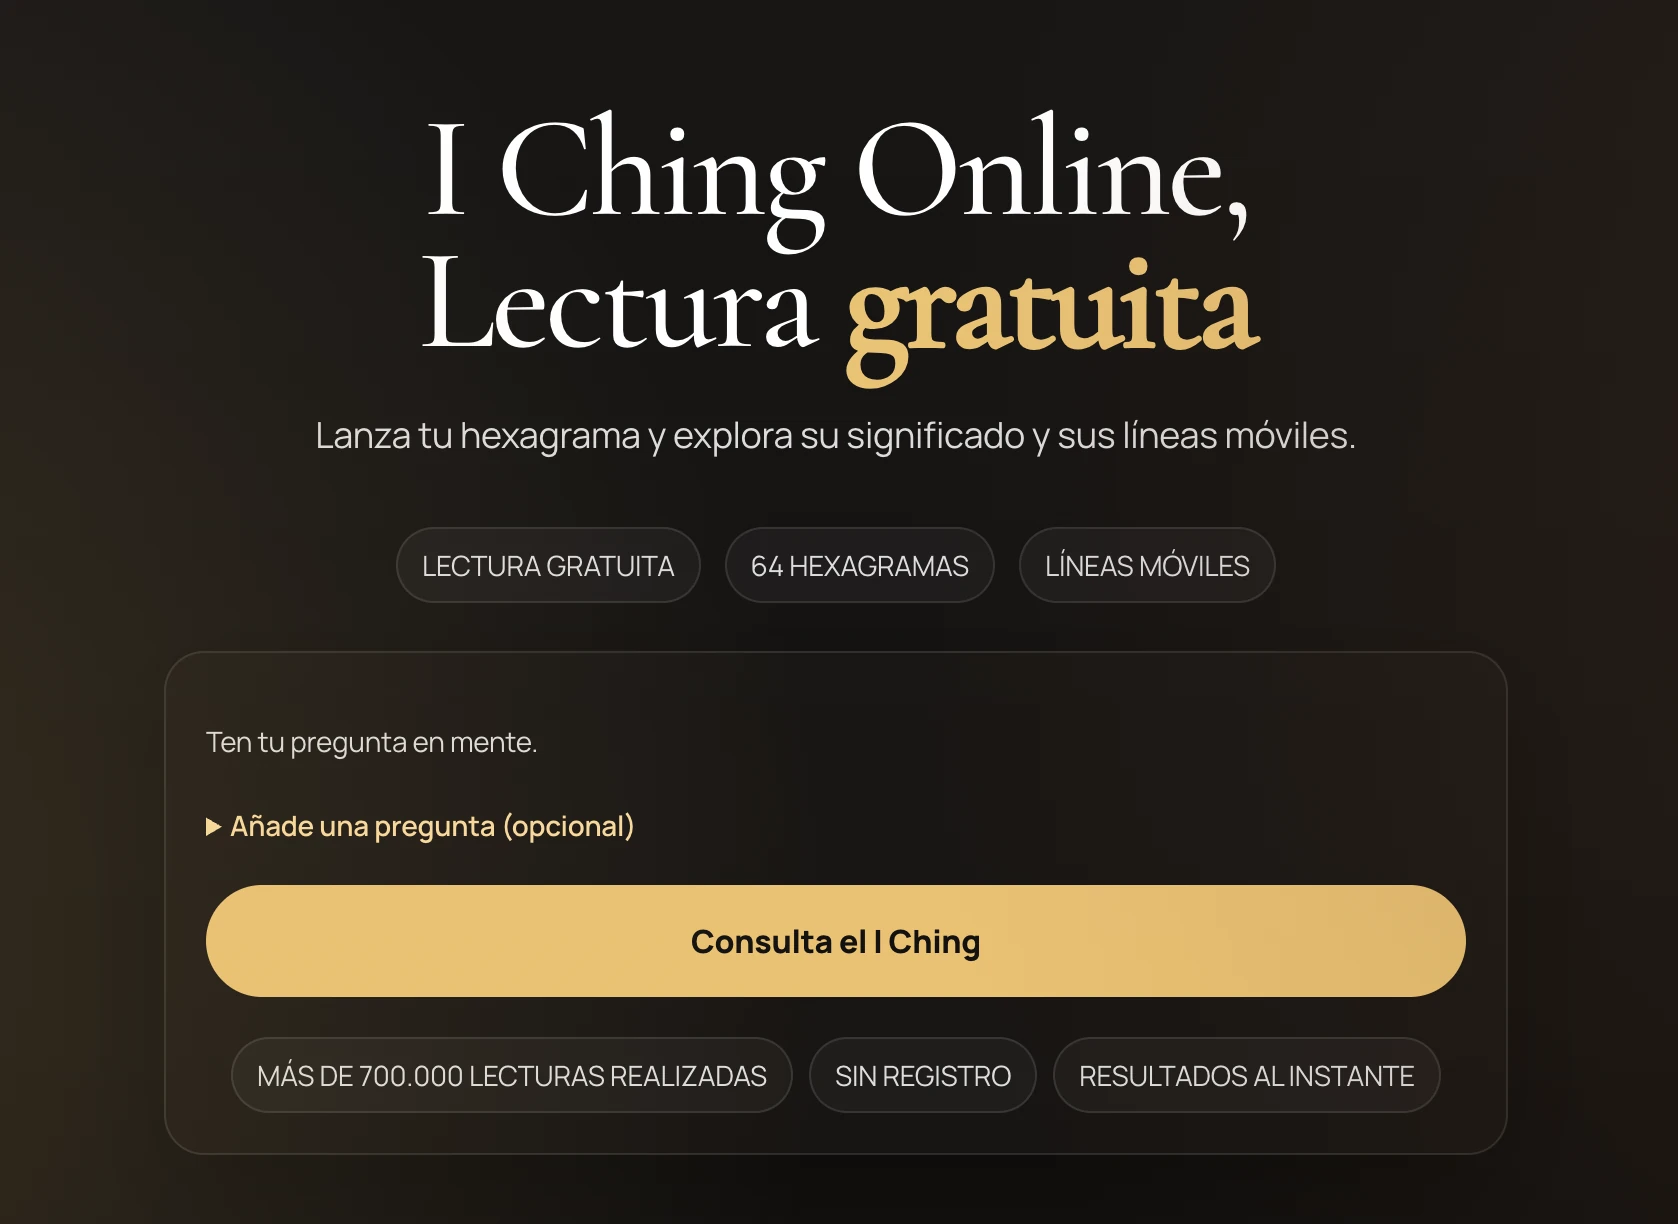 I Ching Online,
Lectura gratuita
Lanza tu hexagrama y explora su significado y sus líneas móviles.
LECTURA GRATUITA
64 HEXAGRAMAS
LÍNEAS MÓVILES
Ten tu pregunta en mente.
Añade una pregunta (opcional)
Consulta el I Ching
MÁS DE 700.000 LECTURAS REALIZADAS
SIN REGISTRO
RESULTADOS AL INSTANTE